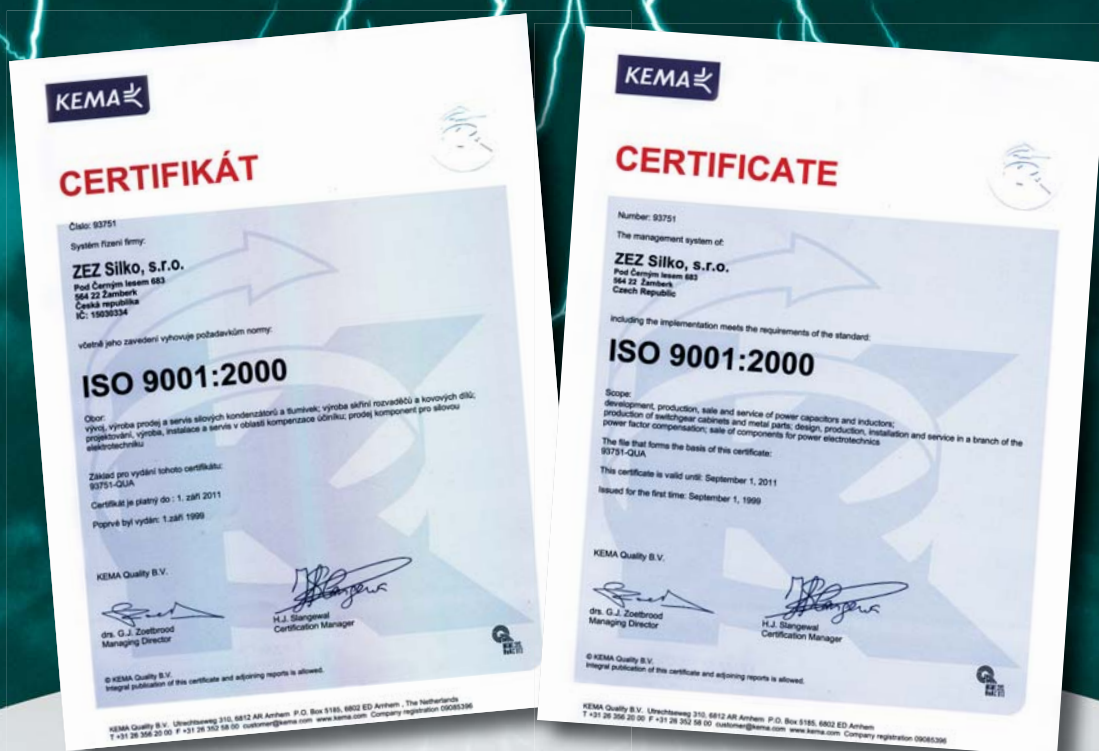 KEMA
CERTIFIKÁT
Číslo: 93751
Systém řízení firmy:
ZEZ Silko, s.r.o.
Pod Černým lesem 683
564 22 Žamberk
Česká republika
IČ: 15030334
včetně jeho zavedení vyhovuje požadavkům normy:
ISO 9001:2000
Obor:
vývoj, výroba prodej a servis silových kondenzátorů a tlumivek; výroba skříní rozvaděčů a kovových dílů;
projektování, výroba, instalace a servis v oblasti kompenzace účiníku; prodej komponent pro silovou
elektrotechniku
Základ pro vydání tohoto certifikátu:
93751-QUA
Certifikát je platný do : 1. září 2011
Poprvé byl vydán: 1.září 1999
KEMA Quality B.V.
drs. G.J. Zoetbrood
Managing Director
H.J. Slangewal
Certification Manager
© KEMA Quality B.V.
Integral publication of this certificate and adjoining reports is allowed.
KEMA Quality B.V. Utrechtseweg 310, 6812 AR Arnhem P.O. Box 5185, 6802 ED Arnhem , The Netherlands
T +31 26 356 20 00 F +31 26 352 58 00 customer@kema.com www.kema.com Company registration 09085396
KEMA
CERTIFICATE
Number: 93751
The management system of:
ZEZ Silko, s.r.o.
Pod Černým lesem 683
564 22 Žamberk
Czech Republic
including the implementation meets the requirements of the standard:
ISO 9001:2000
Scope:
development, production, sale and service of power capacitors and inductors;
production of switchgear cabinets and metal parts; design, production, installation and service in a branch of the
power factor compensation; sale of components for power electrotechnics
The file that forms the basis of this certificate:
93751-QUA
This certificate is valid until: September 1, 2011
Issued for the first time: September 1, 1999
KEMA Quality B.V.
drs. G.J. Zoetbrood
Managing Director
H.J. Slangewal
Certification Manager
© KEMA Quality B.V.
Integral publication of this certificate and adjoining reports is allowed.
KEMA Quality B.V. Utrechtseweg 310, 6812 AR Arnhem P.O. Box 5185, 6802 ED Arnhem
T +31 26 356 20 00 F +31 26 352 58 00 customer@kema.com www.kema.com Company registration 09085396